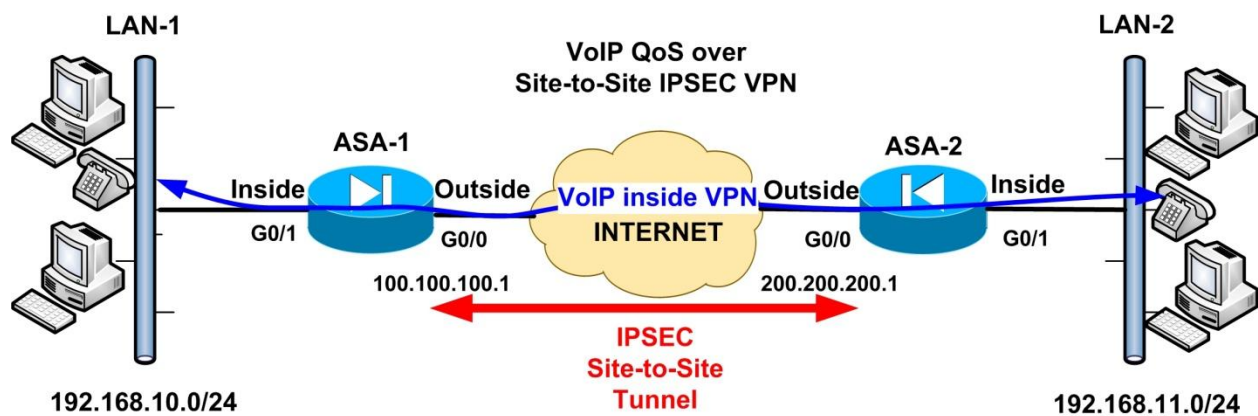 LAN-1
VoIP QoS over
Site-to-Site IPSEC VPN
LAN-2
ASA-1
ASA-2
Inside
Outside
VoIP inside VPN
Outside
Inside
G0/1
G0/0
INTERNET
G0/0
G0/1
100.100.100.1
200.200.200.1
IPSEC
Site-to-Site
Tunnel
192.168.10.0/24
192.168.11.0/24